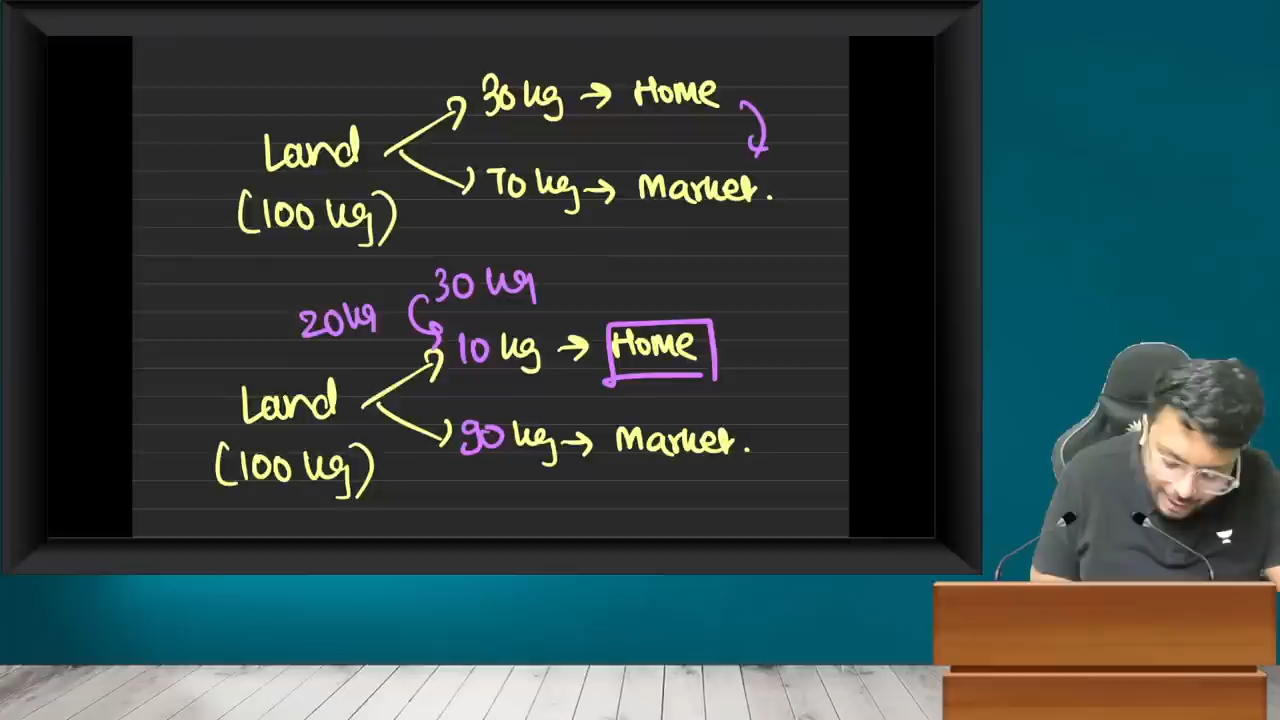 30 kg → Home
Land
70 kg → Market.
(100 kg)
30 kg
20 kg
10 kg → Home
Land
90 kg → Market.
(100 kg)